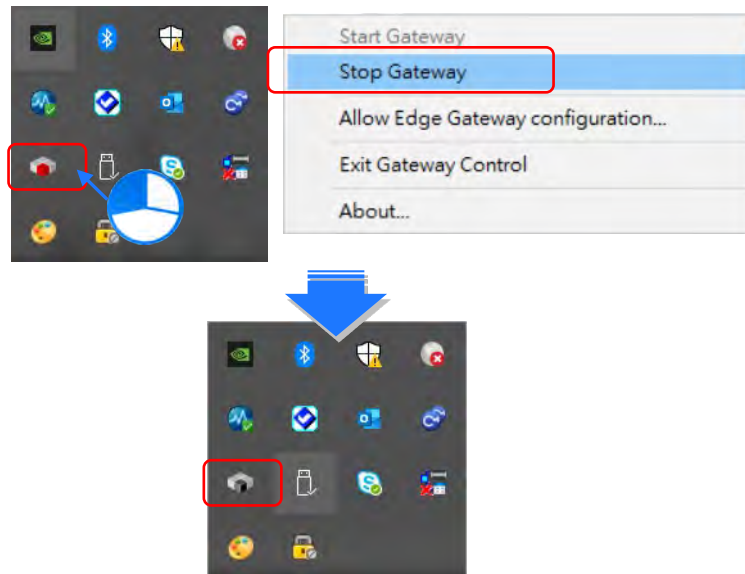 Start Gateway
Stop Gateway
Allow Edge Gateway configuration...
Exit Gateway Control
About...